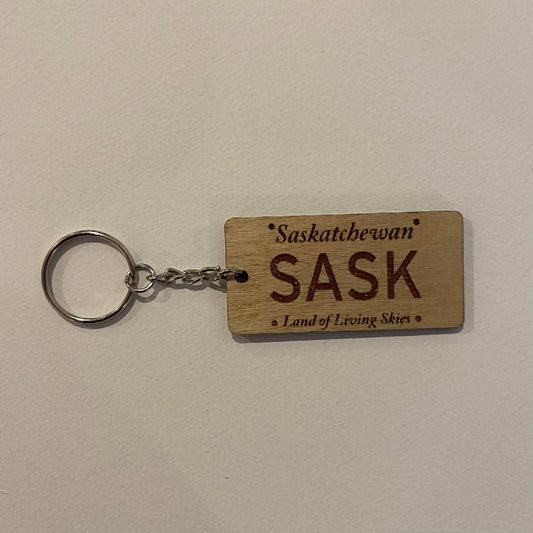 Saskatchewan
SASK
Land of Living Skies